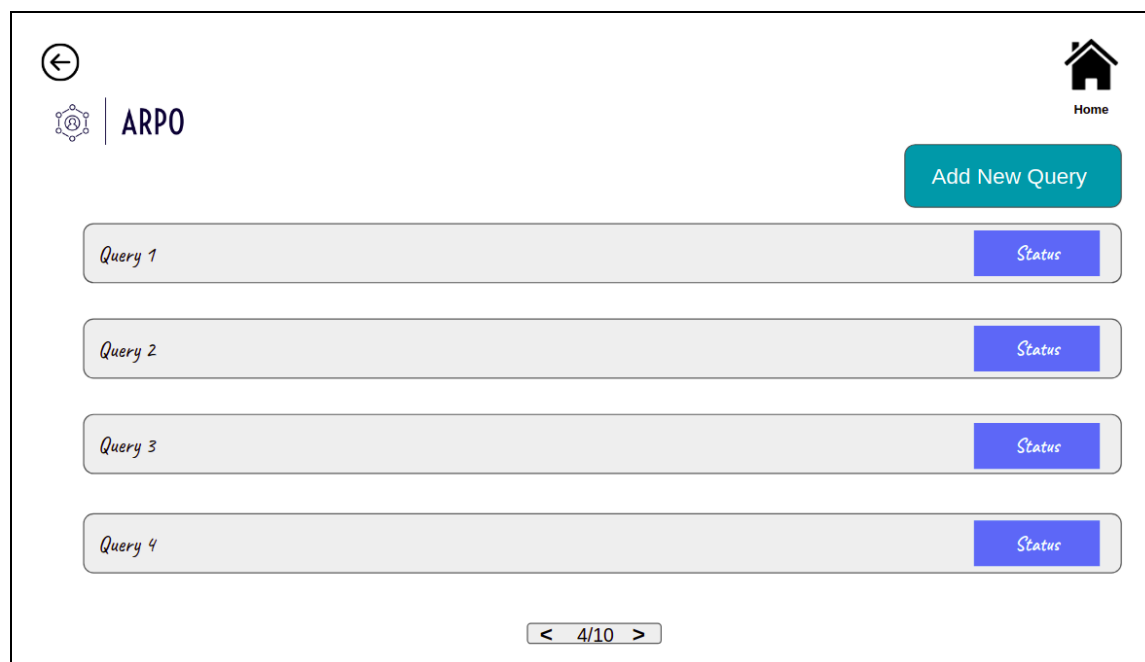 Home
ARPO
Add New Query
Query 1 Status
Query 2 Status
Query 3 Status
Query 4 Status
< 4/10 >